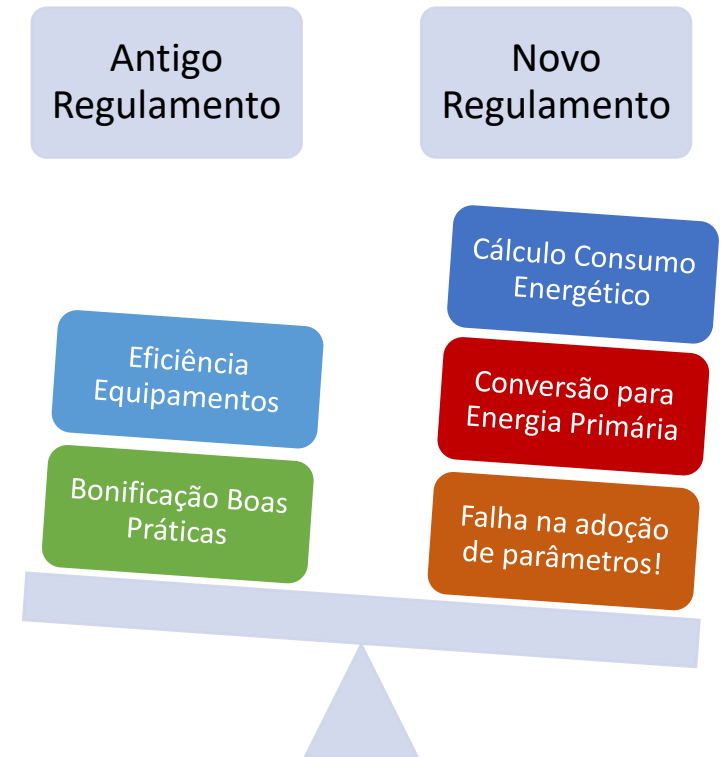 Antigo
Regulamento
Novo
Regulamento
Eficiência
Equipamentos
Bonificação Boas
Práticas
Cálculo Consumo
Energético
Conversão para
Energia Primária
Falha na adoção
de parâmetros!